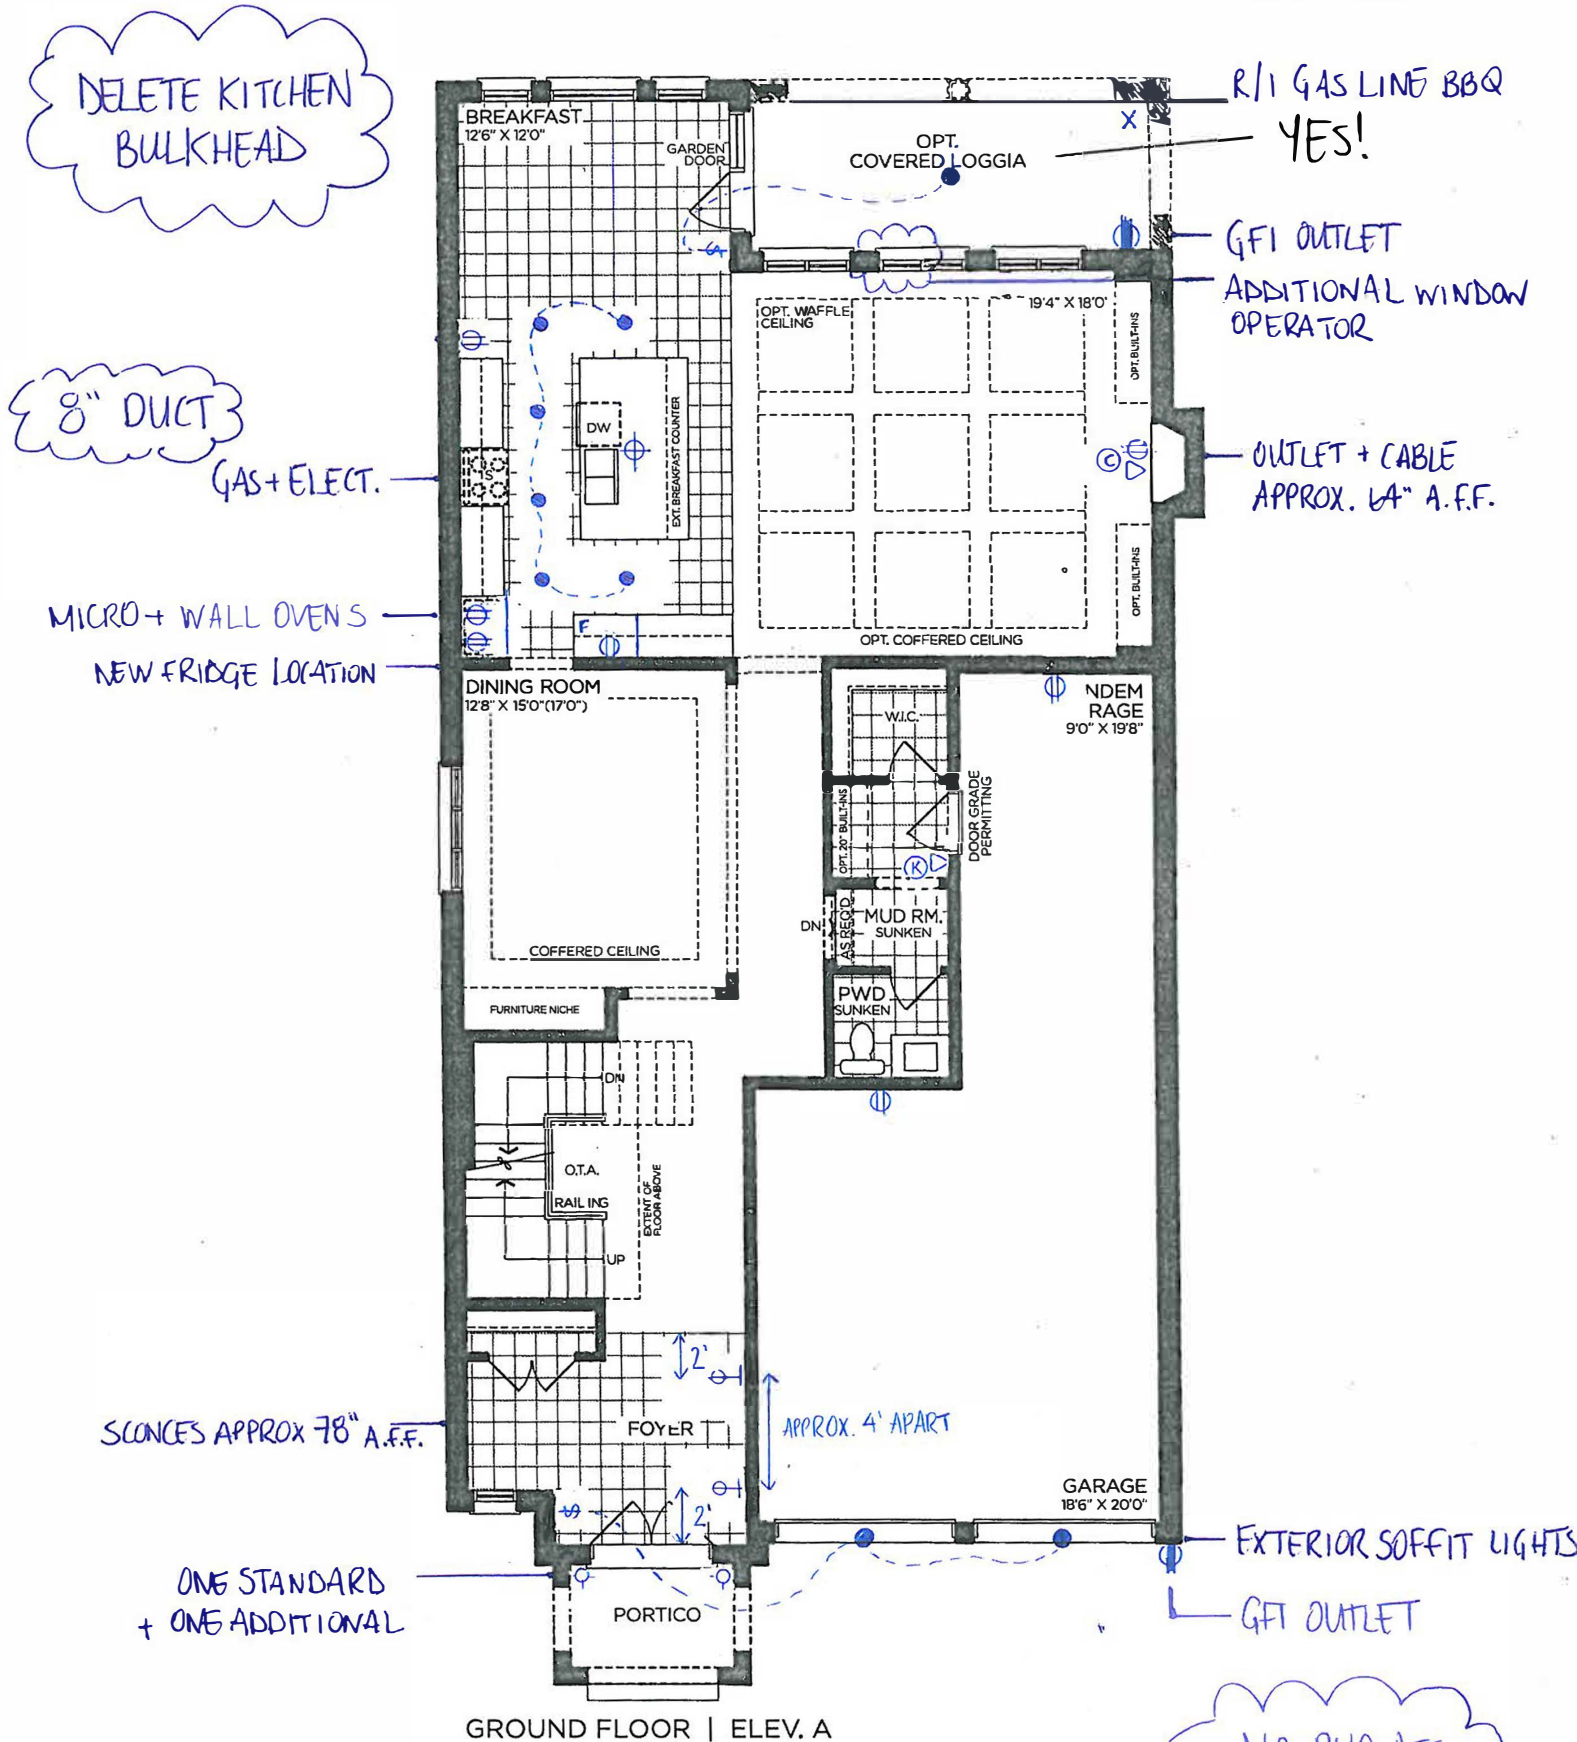 DELETE KITCHEN
BULKHEAD
R/I GAS LINE BBQ
YES!
BREAKFAST
12'6" X 12'0"
GARDEN
DOOR
OPT.
COVERED LOGGIA
X
GFI OUTLET
ADDITIONAL WINDOW
OPERATOR
$
OPT. WAFFLE
CEILING
19'4" X 18'0"
OPT. BUILT-INS
8" DUCT
GAS + ELECT.
DW
EXT. BREAKFAST COUNTER
C
OUTLET + CABLE
APPROX. 64" A.F.F.
OPT. BUILT-INS
MICRO + WALL OVENS
F
OPT. COFFERED CEILING
NEW FRIDGE LOCATION
DINING ROOM
12'8" X 15'0"(17'0")
W.I.C.
NDEM
RAGE
9'0" X 19'8"
DOOR GRADE
PERMITTING
OPT. 20" BUILT-INS
K
DN
AS REQ'D
MUD RM.
SUNKEN
COFFERED CEILING
FURNITURE NICHE
PWD
SUNKEN
DN
O.T.A.
RAILING
EXTENT OF
FLOOR ABOVE
UP
2'
SCONCES APPROX 78" A.F.F.
FOYER
APPROX. 4' APART
2'
$
GARAGE
18'6" X 20'0"
EXTERIOR SOFFIT LIGHTS
ONE STANDARD
+ ONE ADDITIONAL
PORTICO
GFI OUTLET
GROUND FLOOR | ELEV. A